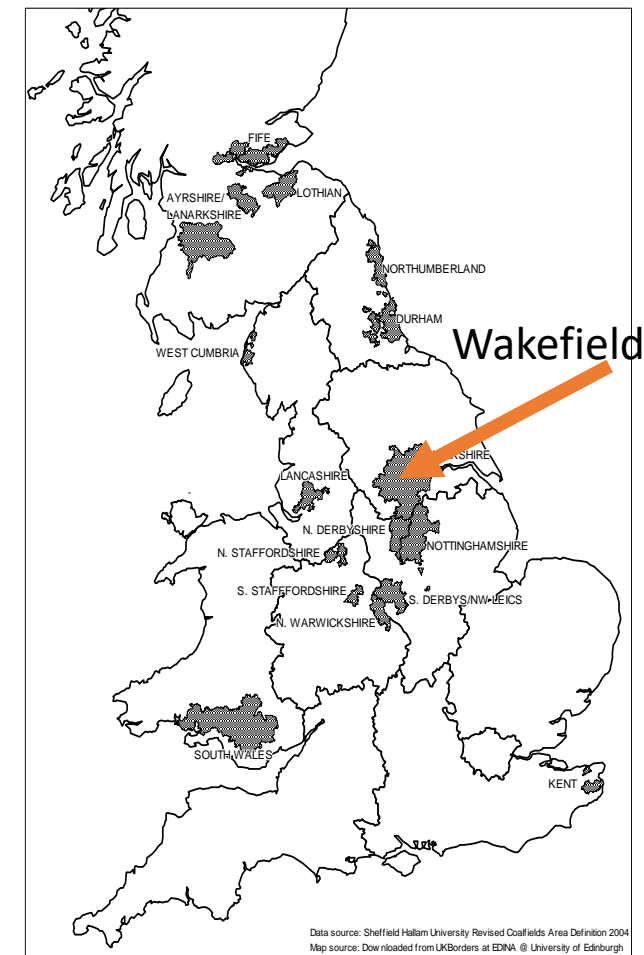 FIFE
LOTHIAN
AYRSHIRE/
LANARKSHIRE
NORTHUMBERLAND
DURHAM
WEST CUMBRIA
Wakefield
LANCASHIRE
N. DERBYSHIRE
N. STAFFORDSHIRE
NOTTINGHAMSHIRE
S. STAFFFORDSHIRE
S. DERBYS/NW-LEICS
N. WARWICKSHIRE
SOUTH WALES
KENT
Data source: Sheffield Hallam University Revised Coalfields Area Definition 2004
Map source: Downloaded from UKBorders at EDINA @ University of Edinburgh